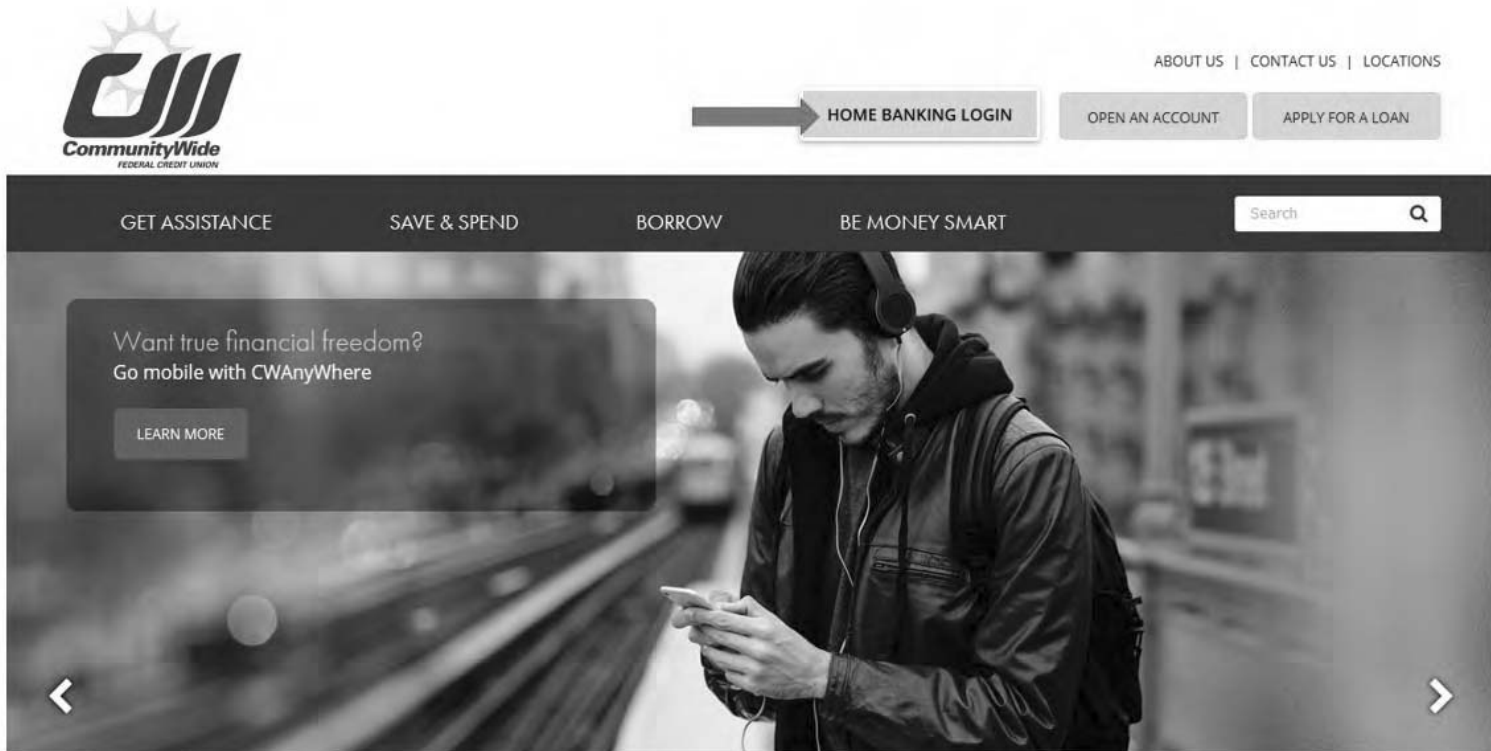 CW
CommunityWide
FEDERAL CREDIT UNION
ABOUT US | CONTACT US | LOCATIONS
HOME BANKING LOGIN
OPEN AN ACCOUNT
APPLY FOR A LOAN
GET ASSISTANCE
SAVE & SPEND
BORROW
BE MONEY SMART
Search
Want true financial freedom?
Go mobile with CWAnyWhere
LEARN MORE